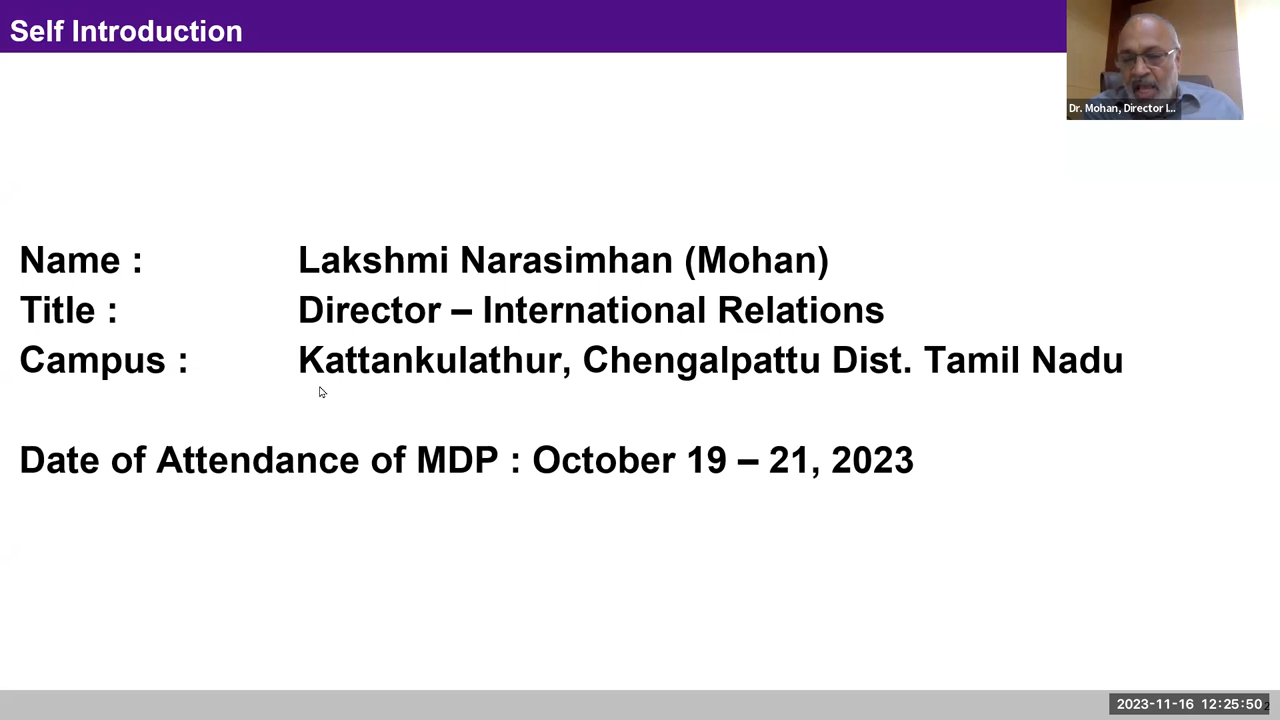 Self Introduction
Dr. Mohan, Director I...
Name : Lakshmi Narasimhan (Mohan)
Title : Director – International Relations
Campus : Kattankulathur, Chengalpattu Dist. Tamil Nadu
Date of Attendance of MDP : October 19 – 21, 2023
2023-11-16 12:25:50
2